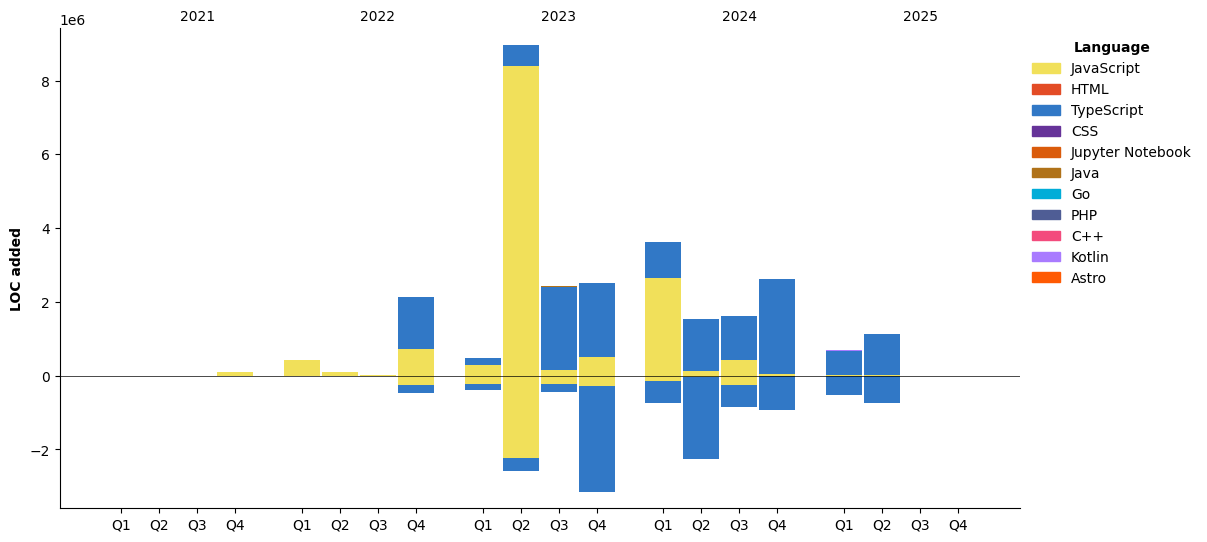 1e6
2021 2022 2023 2024 2025
Language
JavaScript
HTML
TypeScript
CSS
Jupyter Notebook
Java
Go
PHP
C++
Kotlin
Astro
LOC added
8
6
4
2
0
−2
Q1 Q2 Q3 Q4 Q1 Q2 Q3 Q4 Q1 Q2 Q3 Q4 Q1 Q2 Q3 Q4 Q1 Q2 Q3 Q4